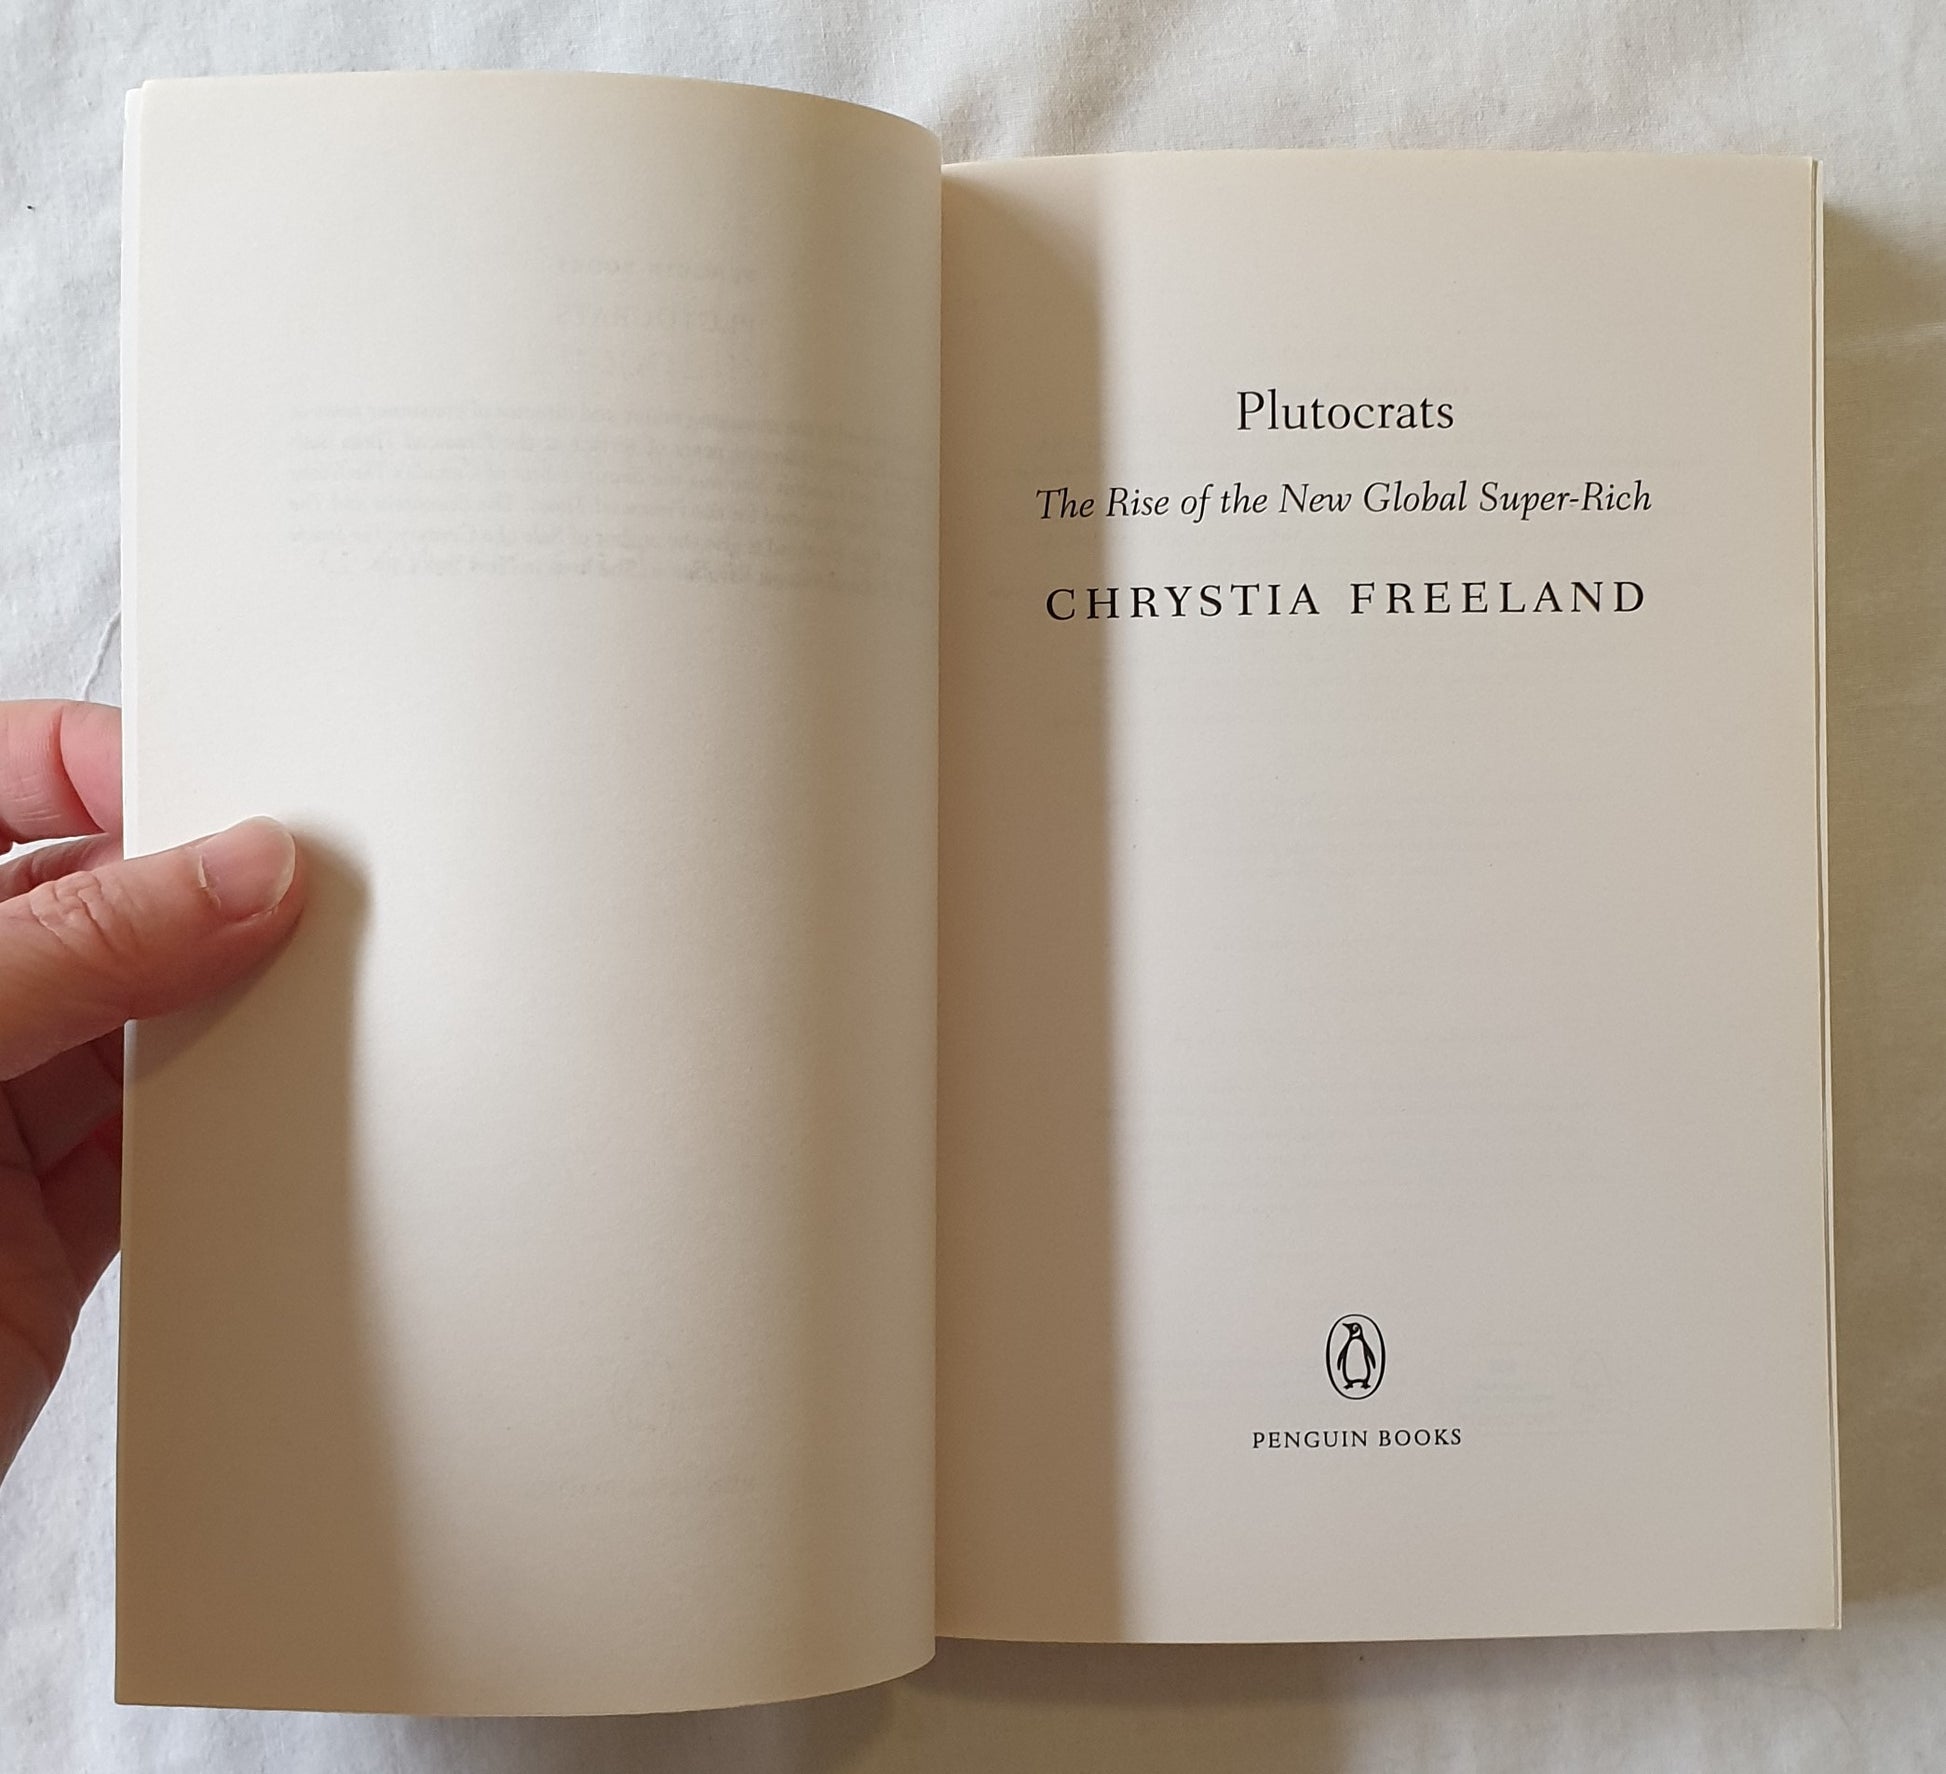 Plutocrats
The Rise of the New Global Super-Rich
CHRYSTIA FREELAND
PENGUIN BOOKS